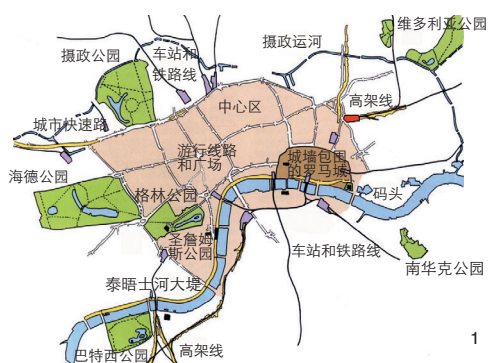 维多利亚公园
摄政公园
车站和
铁路线
摄政运河
高架线
中心区
城市快速路
游行线路
和广场
城墙包围
的罗马城
海德公园
格林公园
码头
圣詹姆
斯公园
车站和铁路线
南华克公园
泰晤士河大堤
巴特西公园
高架线
1